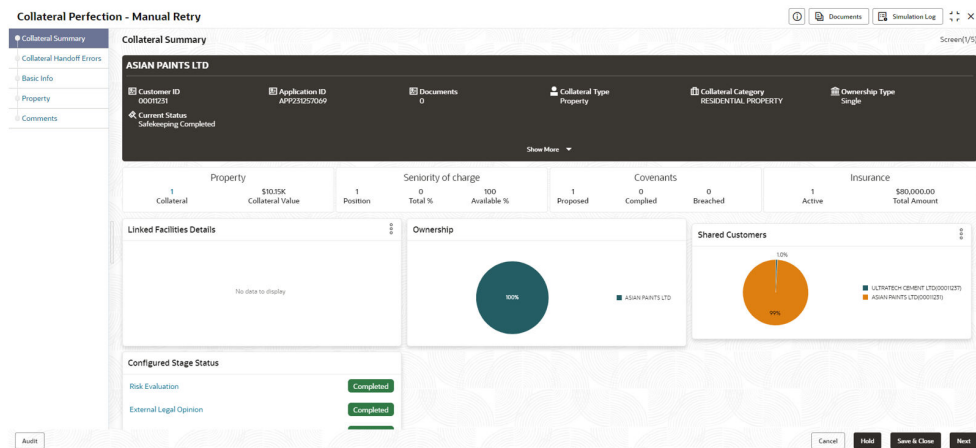 Collateral Perfection - Manual Retry
Documents
Simulation Log
Collateral Summary
Collateral Handoff Errors
Basic Info
Property
Comments
Collateral Summary
Screen(1/5)
ASIAN PAINTS LTD
Customer ID
00011231
Application ID
APP231257069
Documents
0
Collateral Type
Property
Collateral Category
RESIDENTIAL PROPERTY
Ownership Type
Single
Current Status
Safekeeping Completed
Show More
Property
1
Collateral
$10.15K
Collateral Value
Seniority of charge
1
Position
0
Total %
100
Available %
Covenants
1
Proposed
0
Complied
0
Breached
Insurance
1
Active
$80,000.00
Total Amount
Linked Facilities Details
No data to display
Ownership
100%
ASIAN PAINTS LTD
Shared Customers
1.0%
99%
ULTRATECH CEMENT LTD(00011237)
ASIAN PAINTS LTD(00011231)
Configured Stage Status
Risk Evaluation
Completed
External Legal Opinion
Completed
Audit
Cancel
Hold
Save & Close
Next